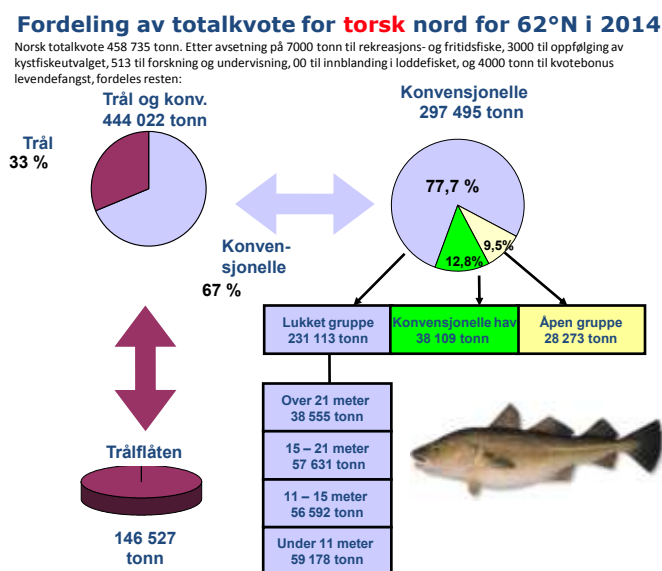 Fordeling av totalkvote for torsk nord for 62°N i 2014
Norsk totalkvote 458 735 tonn. Etter avsetning på 7000 tonn til rekreasjons- og fritidsfiske, 3000 til oppfølging av
kystfiskeutvalget, 513 til forskning og undervisning, 00 til innblanding i loddefisket, og 4000 tonn til kvotebonus
levendefangst, fordeles resten:
Trål og konv.
444 022 tonn
Trål
33 %
Konven-
sjonelle
67 %
Konvensjonelle
297 495 tonn
77,7 %
9,5%
12,8%
Lukket gruppe
231 113 tonn
Konvensjonelle hav
38 109 tonn
Åpen gruppe
28 273 tonn
Over 21 meter
38 555 tonn
15 – 21 meter
57 631 tonn
11 – 15 meter
56 592 tonn
Under 11 meter
59 178 tonn
Trålflåten
146 527
tonn